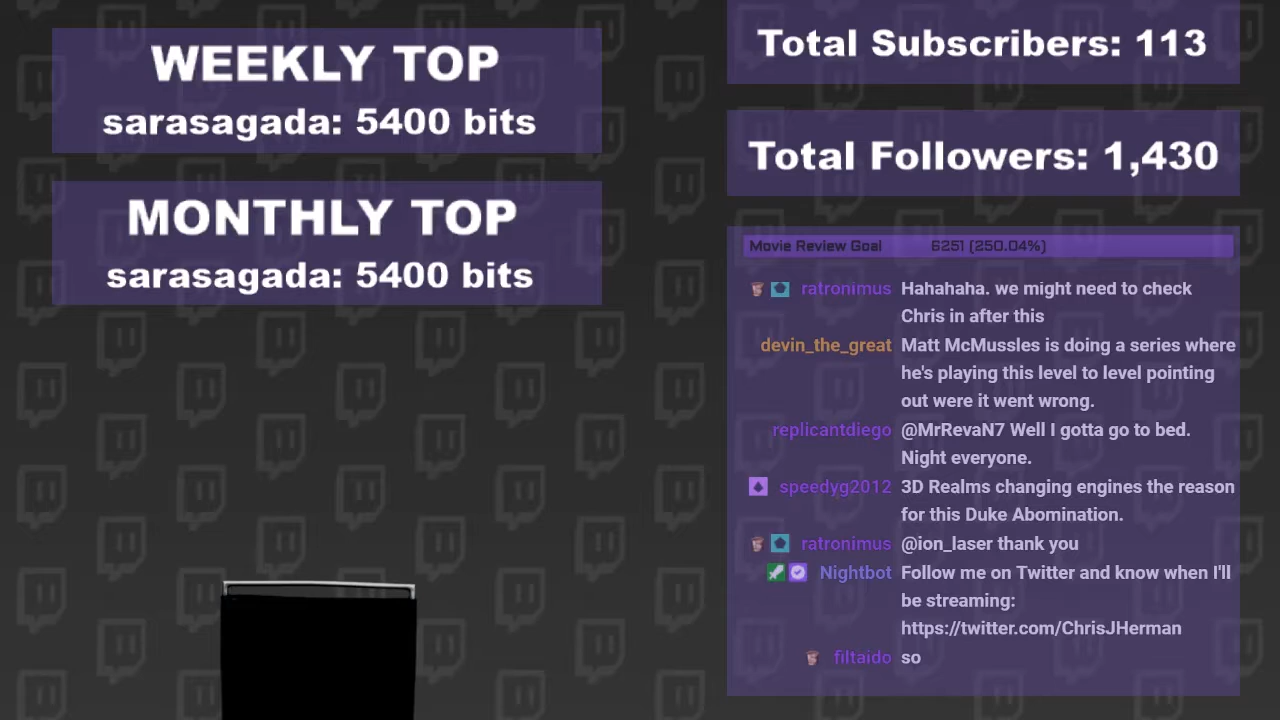 WEEKLY TOP
sarasagada: 5400 bits
MONTHLY TOP
sarasagada: 5400 bits
Total Subscribers: 113
Total Followers: 1,430
Movie Review Goal 6251 (250.04%)
ratronimus Hahahaha. we might need to check
Chris in after this
devin_the_great Matt McMussles is doing a series where
he's playing this level to level pointing
out were it went wrong.
replicantdiego @MrRevaN7 Well I gotta go to bed.
Night everyone.
speedyg2012 3D Realms changing engines the reason
for this Duke Abomination.
ratronimus @ion_laser thank you
Nightbot Follow me on Twitter and know when I'll
be streaming:
https://twitter.com/ChrisJHerman
filtaido so